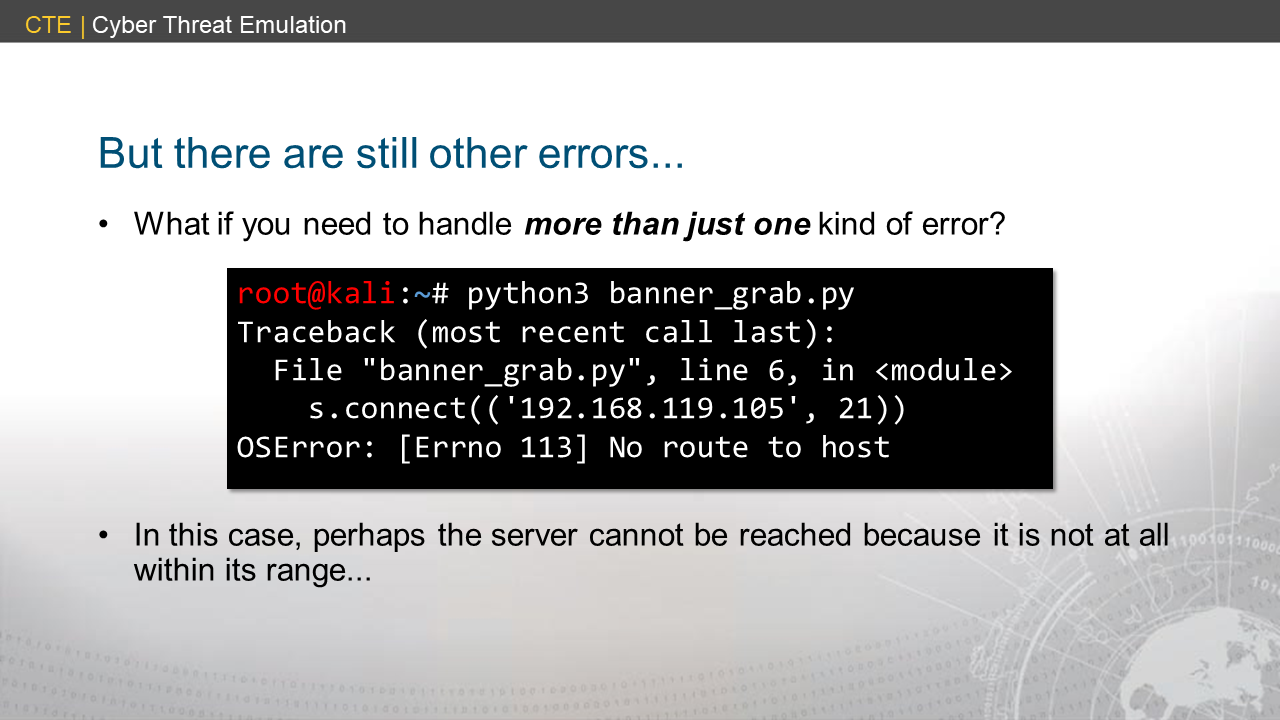 CTE | Cyber Threat Emulation
But there are still other errors...
• What if you need to handle more than just one kind of error?
root@kali:~# python3 banner_grab.py
Traceback (most recent call last):
  File "banner_grab.py", line 6, in <module>
    s.connect(('192.168.119.105', 21))
OSError: [Errno 113] No route to host
• In this case, perhaps the server cannot be reached because it is not at all
within its range...